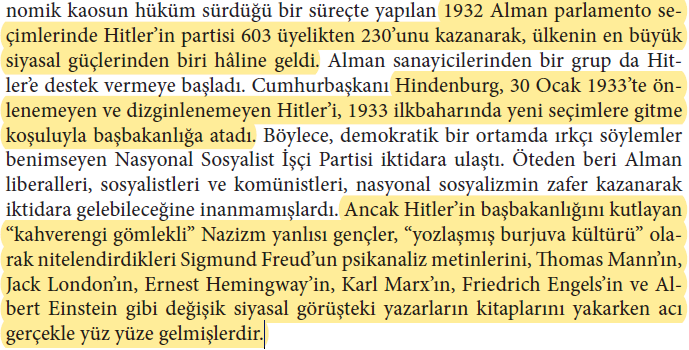 nomik kaosun hüküm sürdüğü bir süreçte yapılan 1932 Alman parlamento se-
çimlerinde Hitler’in partisi 603 üyelikten 230’unu kazanarak, ülkenin en büyük
siyasal güçlerinden biri hâline geldi. Alman sanayicilerinden bir grup da Hit-
ler’e destek vermeye başladı. Cumhurbaşkanı Hindenburg, 30 Ocak 1933’te ön-
lenemeyen ve dizginlenemeyen Hitler’i, 1933 ilkbaharında yeni seçimlere gitme
koşuluyla başbakanlığa atadı. Böylece, demokratik bir ortamda ırkçı söylemler
benimseyen Nasyonal Sosyalist İşçi Partisi iktidara ulaştı. Öteden beri Alman
liberalleri, sosyalistleri ve komünistleri, nasyonal sosyalizmin zafer kazanarak
iktidara gelebileceğine inanmamışlardı. Ancak Hitler’in başbakanlığını kutlayan
“kahverengi gömlekli” Nazizm yanlısı gençler, “yozlaşmış burjuva kültürü” ola-
rak nitelendirdikleri Sigmund Freud’un psikanaliz metinlerini, Thomas Mann’ın,
Jack London’ın, Ernest Hemingway’in, Karl Marx’ın, Friedrich Engels’in ve Al-
bert Einstein gibi değişik siyasal görüşteki yazarların kitaplarını yakarken acı
gerçekle yüz yüze gelmişlerdir.